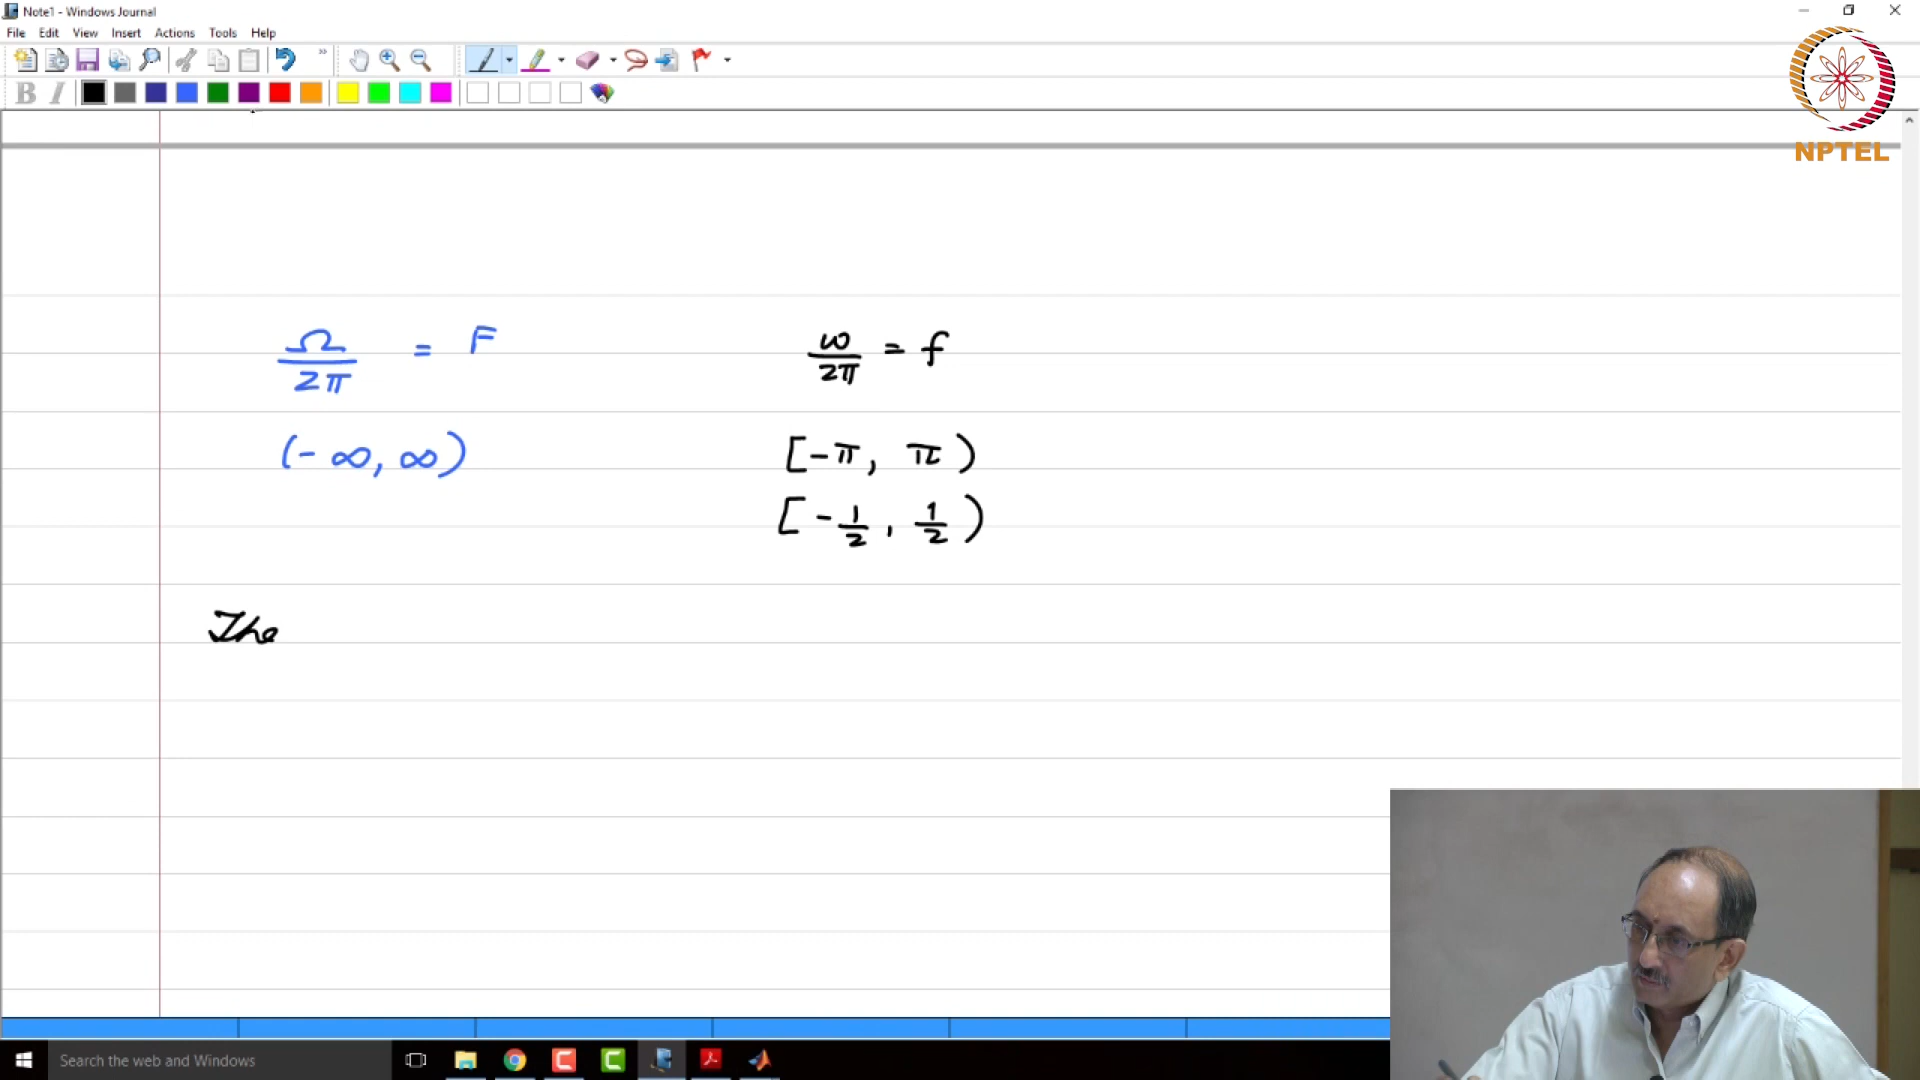 Note1 - Windows Journal
File Edit View Insert Actions Tools Help
B I
NPTEL
Ω/2π = F
ω/2π = f
(-∞, ∞)
[-π, π)
[-1/2, 1/2)
The
Search the web and Windows